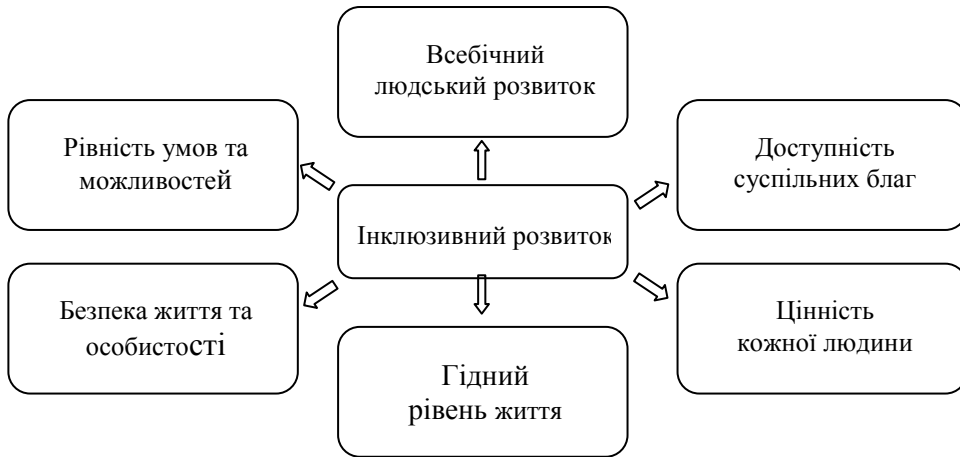 Всебічний
людський розвиток
Рівність умов та
можливостей
Доступність
суспільних благ
Інклюзивний розвиток
Безпека життя та
особистості
Цінність
кожної людини
Гідний
рівень життя